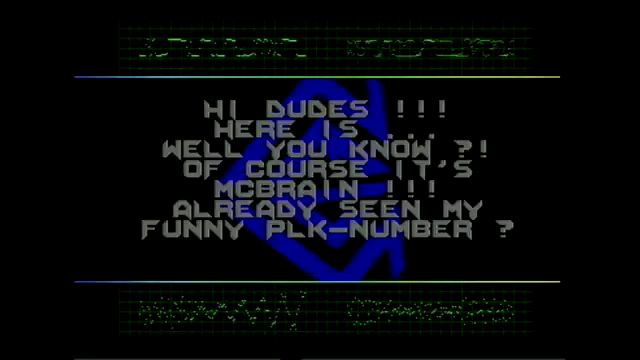 HI DUDES !!!
HERE IS ...
WELL YOU KNOW ?!
OF COURSE IT'S
MCBRAIN !!!
ALREADY SEEN MY
FUNNY PLK-NUMBER ?